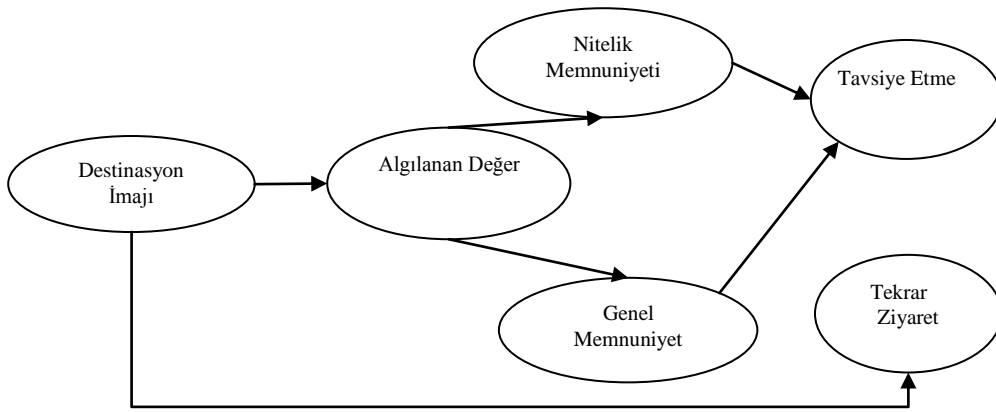 Destinasyon
İmajı
Algılanan Değer
Nitelik
Memnuniyeti
Genel
Memnuniyet
Tavsiye Etme
Tekrar
Ziyaret